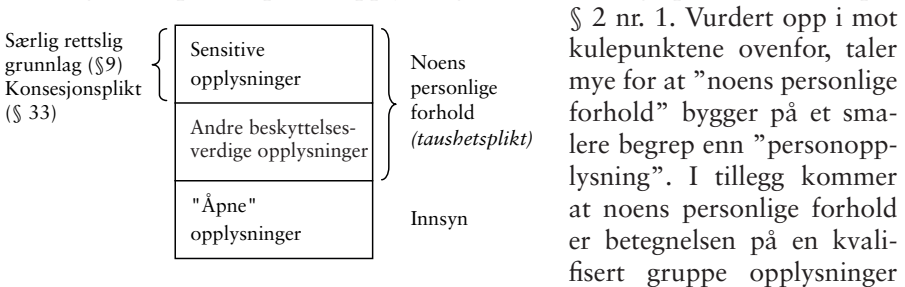 Særlig rettslig
grunnlag (§9)
Konsesjonsplikt
(§ 33)
Sensitive
opplysninger
Andre beskyttelses-
verdige opplysninger
"Åpne"
opplysninger
Noens
personlige
forhold
(taushetsplikt)
Innsyn
§ 2 nr. 1. Vurdert opp i mot
kulepunktene ovenfor, taler
mye for at ”noens personlige
forhold” bygger på et sma-
lere begrep enn ”personopp-
lysning”. I tillegg kommer
at noens personlige forhold
er betegnelsen på en kvali-
fisert gruppe opplysninger